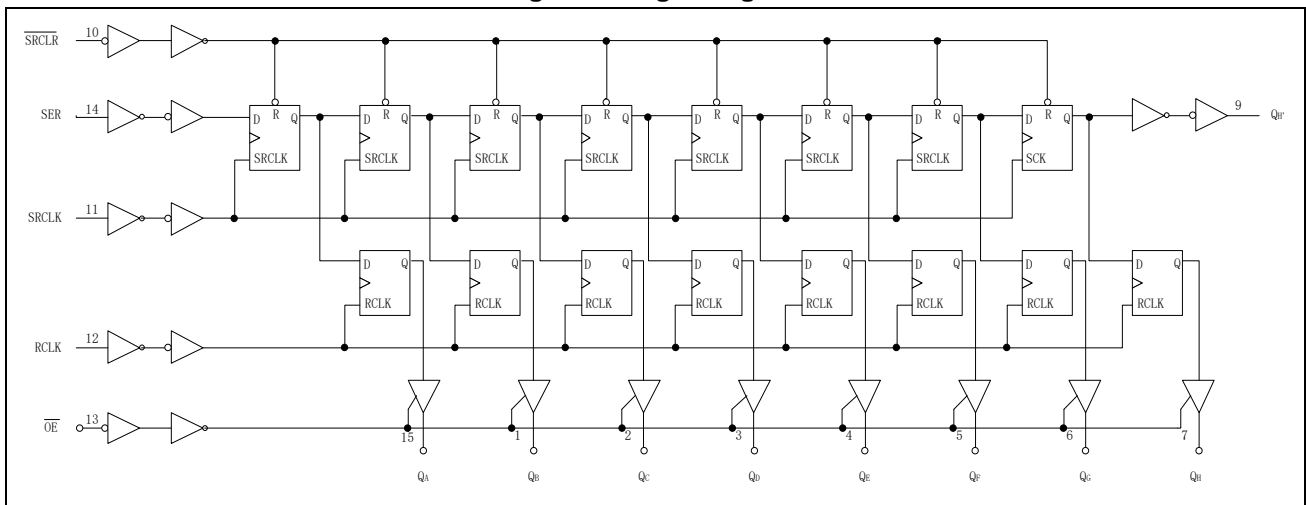 SRCLR 10
SER 14
D R Q
SRCLK
D R Q
SRCLK
D R Q
SRCLK
D R Q
SRCLK
D R Q
SRCLK
D R Q
SRCLK
D R Q
SRCLK
D R Q
SCK
9 QH'
SRCLK 11
D Q
RCLK
D Q
RCLK
D Q
RCLK
D Q
RCLK
D Q
RCLK
D Q
RCLK
D Q
RCLK
D Q
RCLK
RCLK 12
OE 13
15 1 2 3 4 5 6 7
QA QB QC QD QE QF QG QH